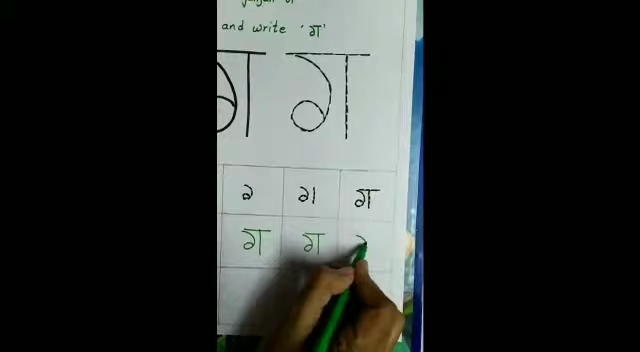 and write 'ਗ'
ਗ ਗ
ਗ
ਗ ਗ